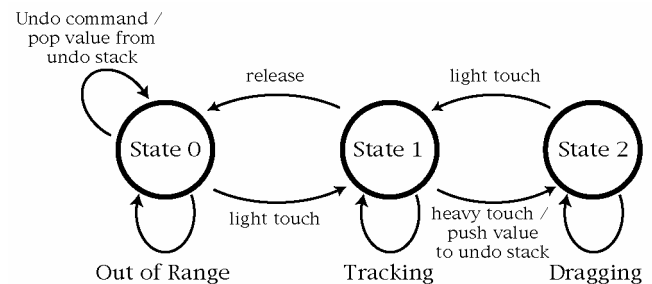 Undo command /
pop value from
undo stack
release
light touch
State 0
State 1
State 2
light touch
heavy touch /
push value
to undo stack
Out of Range
Tracking
Dragging